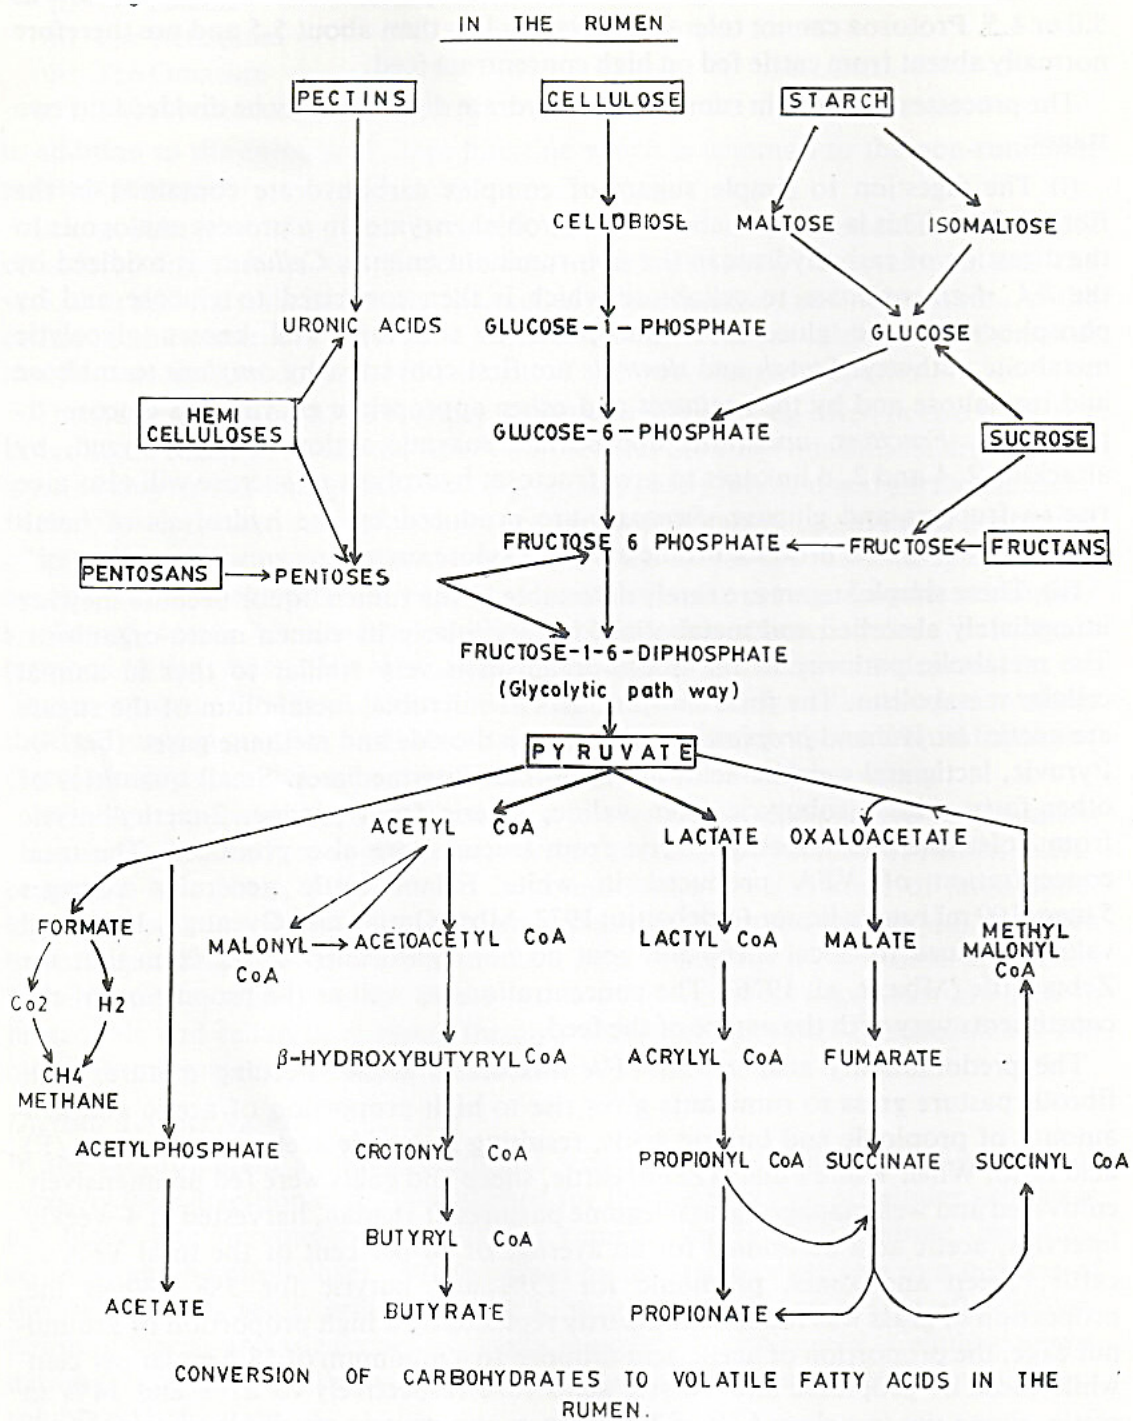 IN THE RUMEN
PECTINS CELLULOSE STARCH
CELLOBIOSE MALTOSE ISOMALTOSE
URONIC ACIDS GLUCOSE-1-PHOSPHATE GLUCOSE
HEMI
CELLULOSES GLUCOSE-6-PHOSPHATE SUCROSE
FRUCTOSE 6 PHOSPHATE FRUCTOSE FRUCTANS
PENTOSANS PENTOSES
FRUCTOSE-1-6-DIPHOSPHATE
(Glycolytic path way)
PYRUVATE
ACETYL CoA LACTATE OXALOACETATE
FORMATE MALONYL CoA ACETOACETYL CoA LACTYL CoA MALATE METHYL MALONYL CoA
Co2 H2
CH4
METHANE
β-HYDROXYBUTYRYL CoA ACRYLYL CoA FUMARATE
ACETYLPHOSPHATE CROTONYL CoA PROPIONYL CoA SUCCINATE SUCCINYL CoA
BUTYRYL CoA
ACETATE BUTYRATE PROPIONATE
CONVERSION OF CARBOHYDRATES TO VOLATILE FATTY ACIDS IN THE
RUMEN.